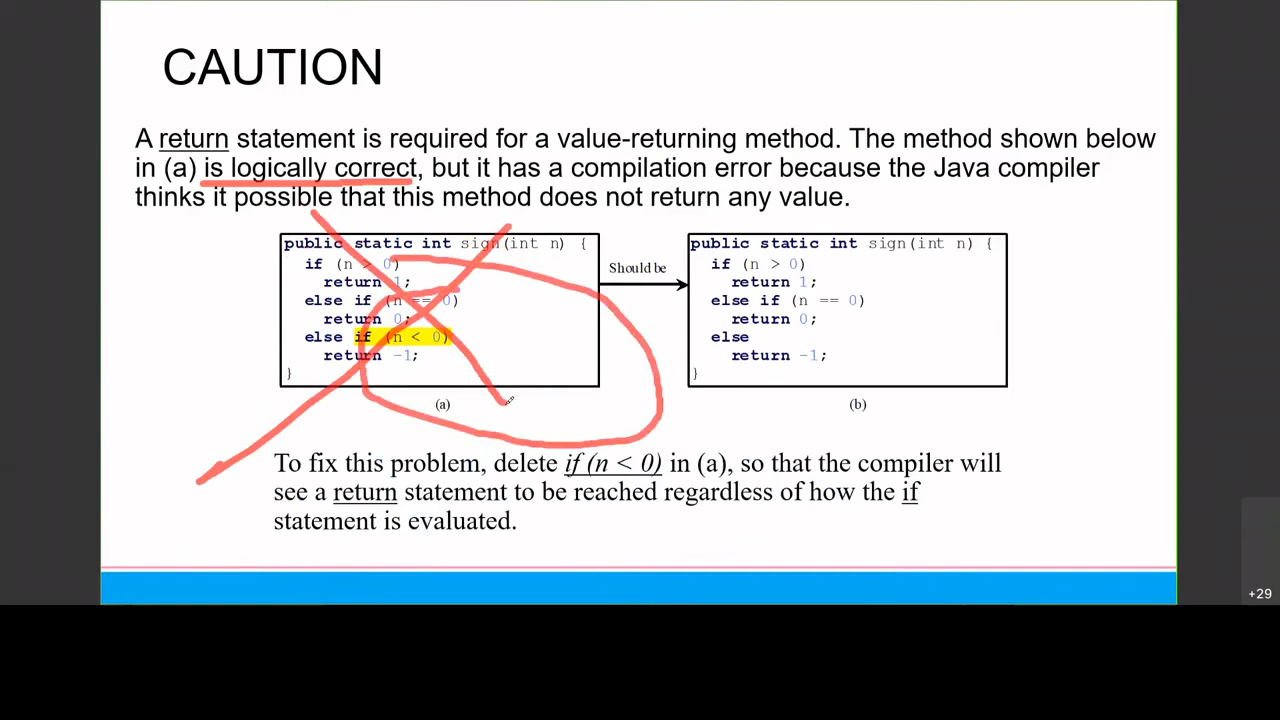 CAUTION
A return statement is required for a value-returning method. The method shown below
in (a) is logically correct, but it has a compilation error because the Java compiler
thinks it possible that this method does not return any value.
public static int sign(int n) {
if (n > 0)
return 1;
else if (n == 0)
return 0;
else if (n < 0)
return -1;
}
(a)
Should be
public static int sign(int n) {
if (n > 0)
return 1;
else if (n == 0)
return 0;
else
return -1;
}
(b)
To fix this problem, delete if (n < 0) in (a), so that the compiler will
see a return statement to be reached regardless of how the if
statement is evaluated.
+29